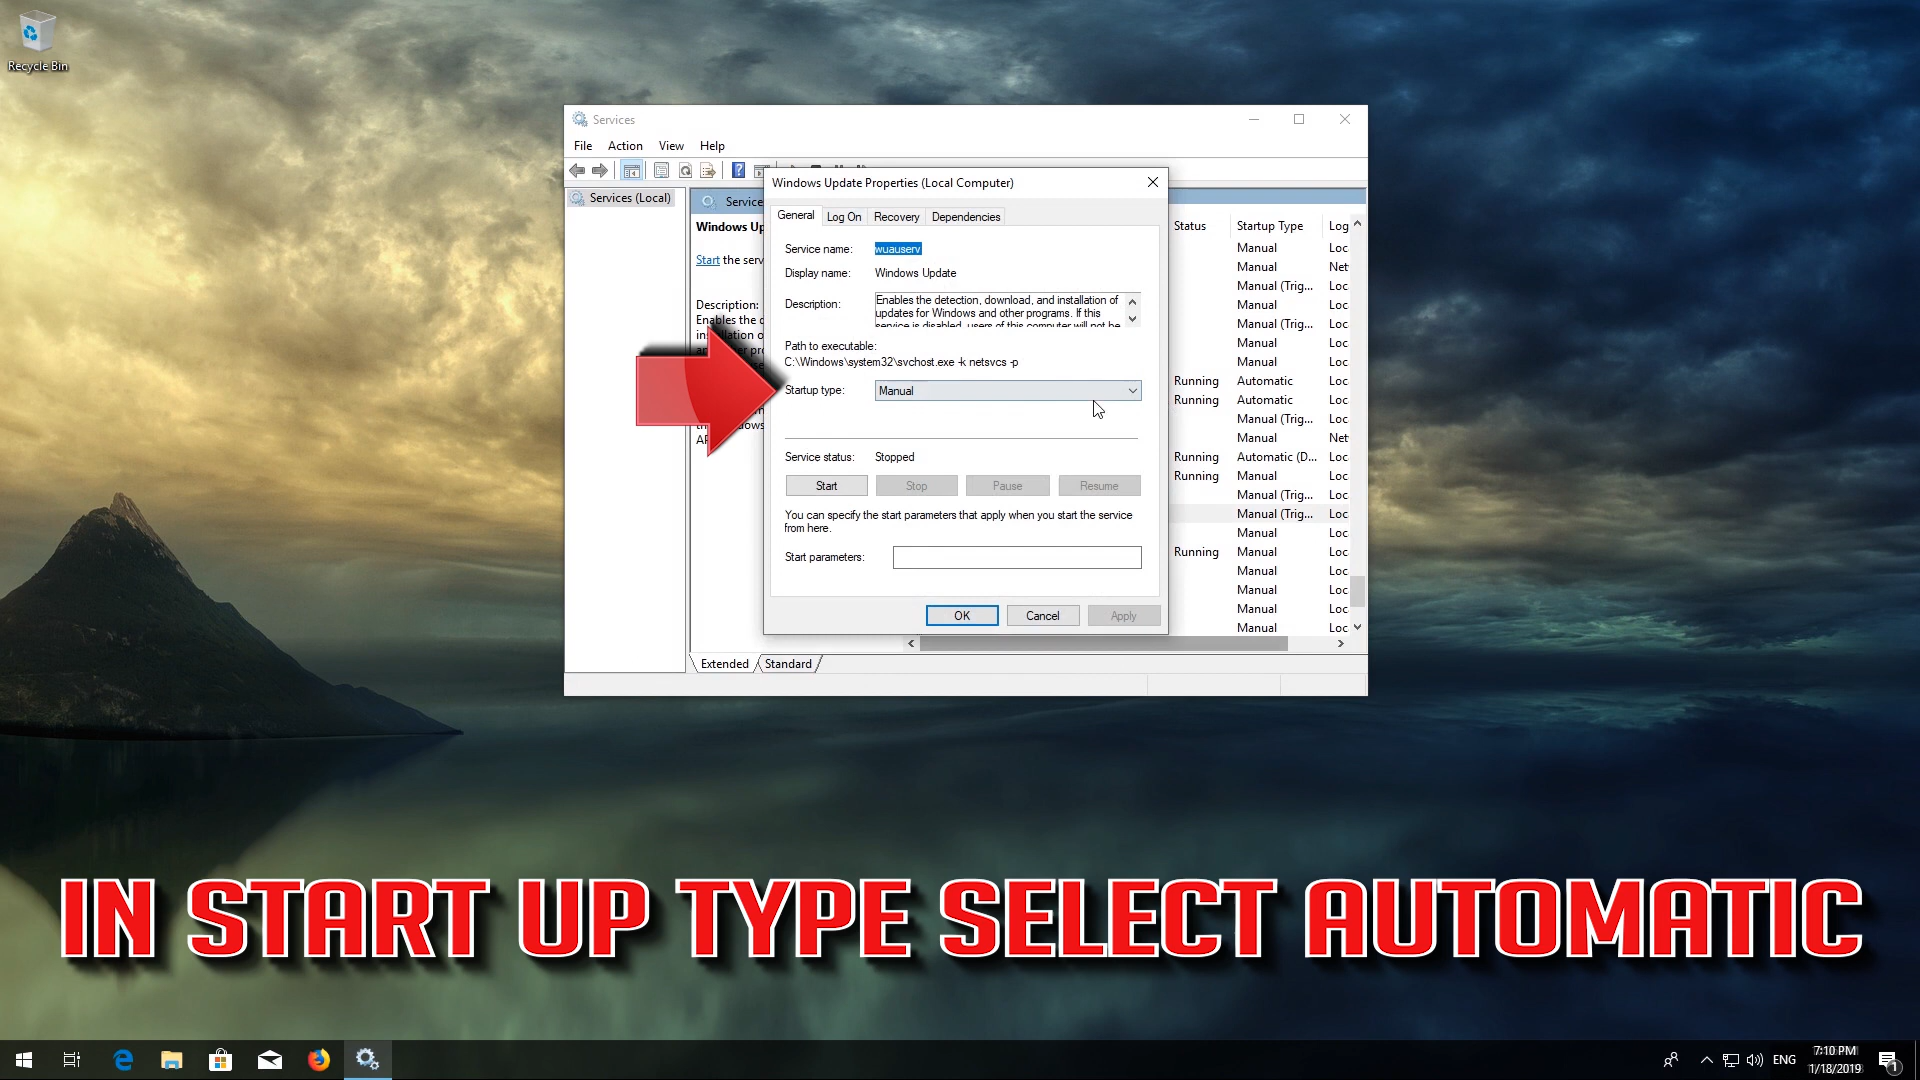 Recycle Bin
Services
File Action View Help
Services (Local)
Windows Update Properties (Local Computer)
General Log On Recovery Dependencies
Service name: wuauserv
Display name: Windows Update
Description: Enables the detection, download, and installation of
updates for Windows and other programs. If this
service is disabled, users of this computer will not be
Path to executable:
C:\Windows\system32\svchost.exe -k netsvcs -p
Startup type: Manual
Service status: Stopped
Start Stop Pause Resume
You can specify the start parameters that apply when you start the service
from here.
Start parameters:
OK Cancel Apply
Start the serv
Description:
Enables the d
Status Startup Type Log
Manual Loc
Manual Net
Manual (Trig... Loc
Manual Loc
Manual (Trig... Loc
Manual Loc
Manual Loc
Running Automatic Loc
Running Automatic Loc
Manual (Trig... Loc
Manual Net
Running Automatic (D... Loc
Running Manual Loc
Manual (Trig... Loc
Manual (Trig... Loc
Manual Loc
Running Manual Loc
Manual Loc
Manual Loc
Manual Loc
Manual Loc
Extended Standard
IN START UP TYPE SELECT AUTOMATIC
ENG
7:10 PM
1/18/2019
1